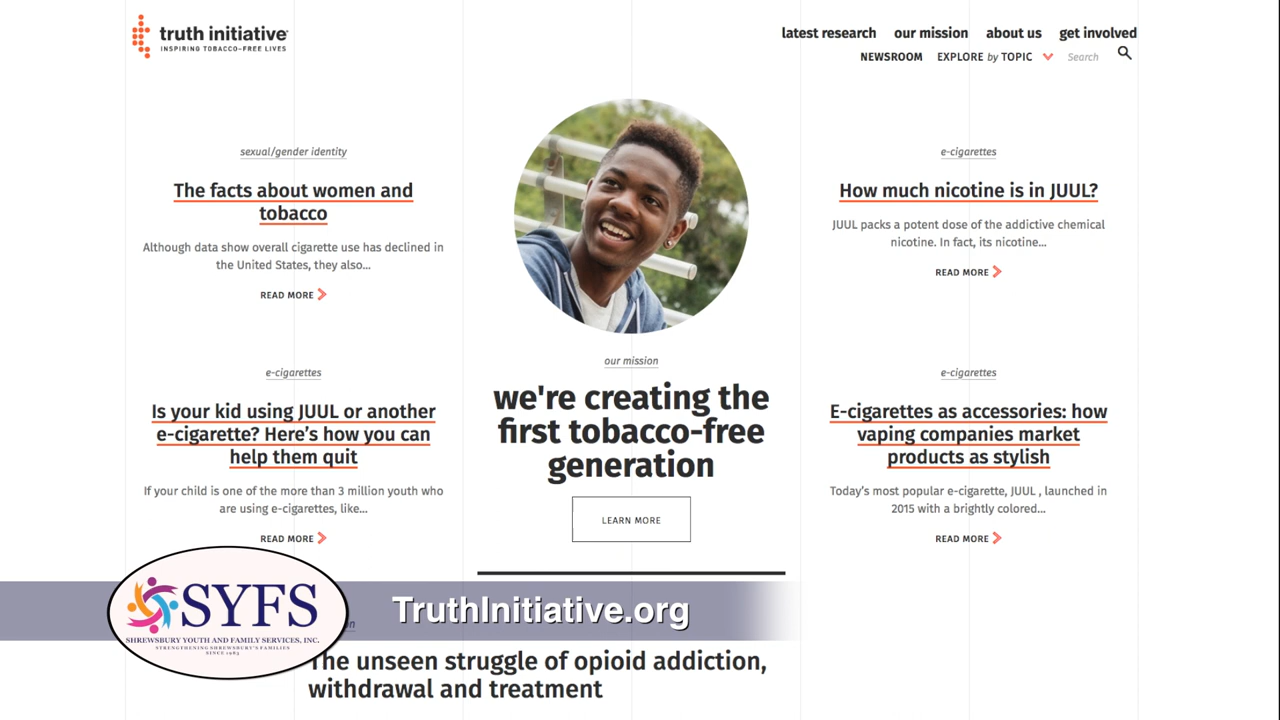 truth initiative
INSPIRING TOBACCO-FREE LIVES
latest research our mission about us get involved
NEWSROOM EXPLORE by TOPIC Search
sexual/gender identity
The facts about women and
tobacco
Although data show overall cigarette use has declined in
the United States, they also...
READ MORE
e-cigarettes
Is your kid using JUUL or another
e-cigarette? Here's how you can
help them quit
If your child is one of the more than 3 million youth who
are using e-cigarettes, like...
READ MORE
our mission
we're creating the
first tobacco-free
generation
LEARN MORE
e-cigarettes
How much nicotine is in JUUL?
JUUL packs a potent dose of the addictive chemical
nicotine. In fact, its nicotine...
READ MORE
e-cigarettes
E-cigarettes as accessories: how
vaping companies market
products as stylish
Today's most popular e-cigarette, JUUL , launched in
2015 with a brightly colored...
READ MORE
SYFS
SHREWSBURY YOUTH AND FAMILY SERVICES, INC.
STRENGTHENING SHREWSBURY'S FAMILIES
TruthInitiative.org
The unseen struggle of opioid addiction,
withdrawal and treatment